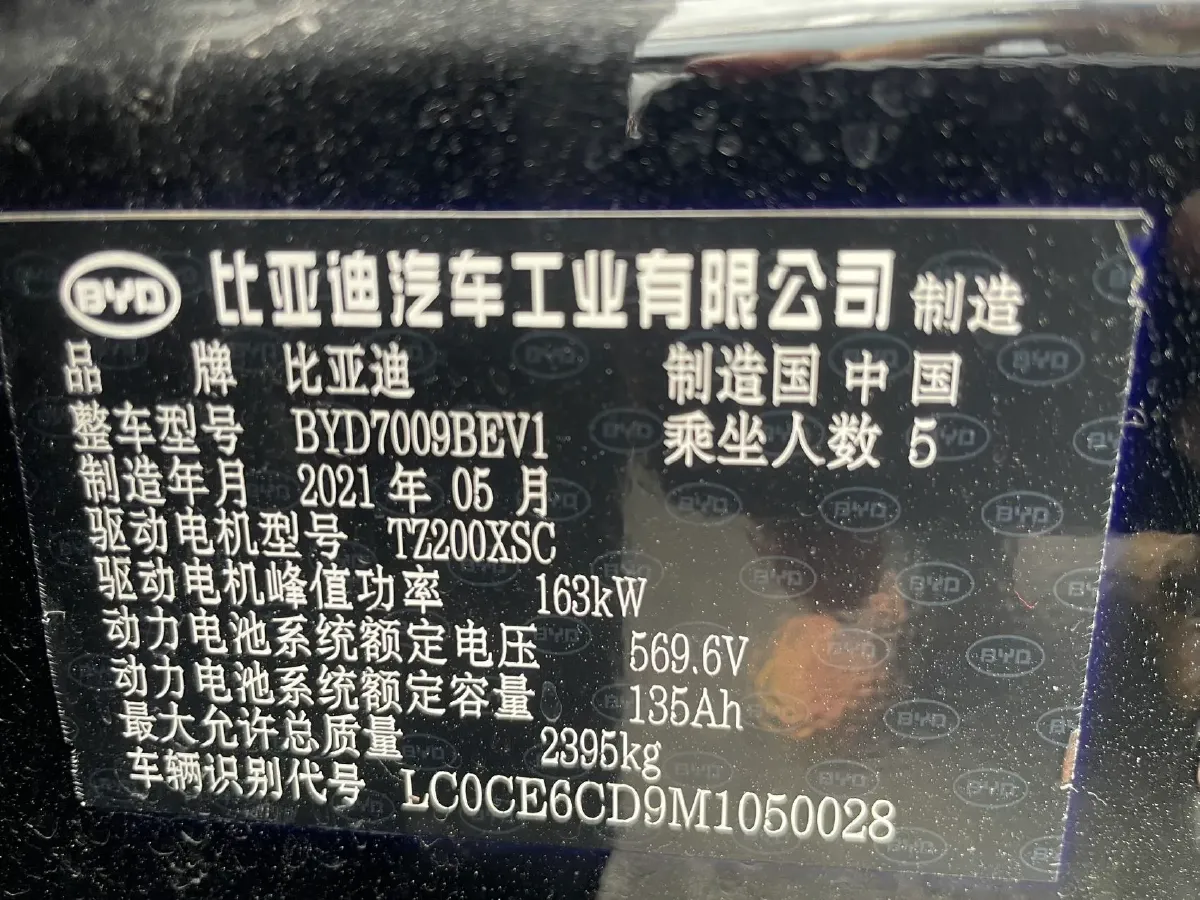 BYD 比亚迪汽车工业有限公司 制造
品 牌 比亚迪 制造国 中国
整车型号 BYD7009BEV1 乘坐人数 5
制造年月 2021 年 05 月
驱动电机型号 TZ200XSC
驱动电机峰值功率 163kW
动力电池系统额定电压 569.6V
动力电池系统额定容量 135Ah
最大允许总质量 2395kg
车辆识别代号 LC0CE6CD9M1050028